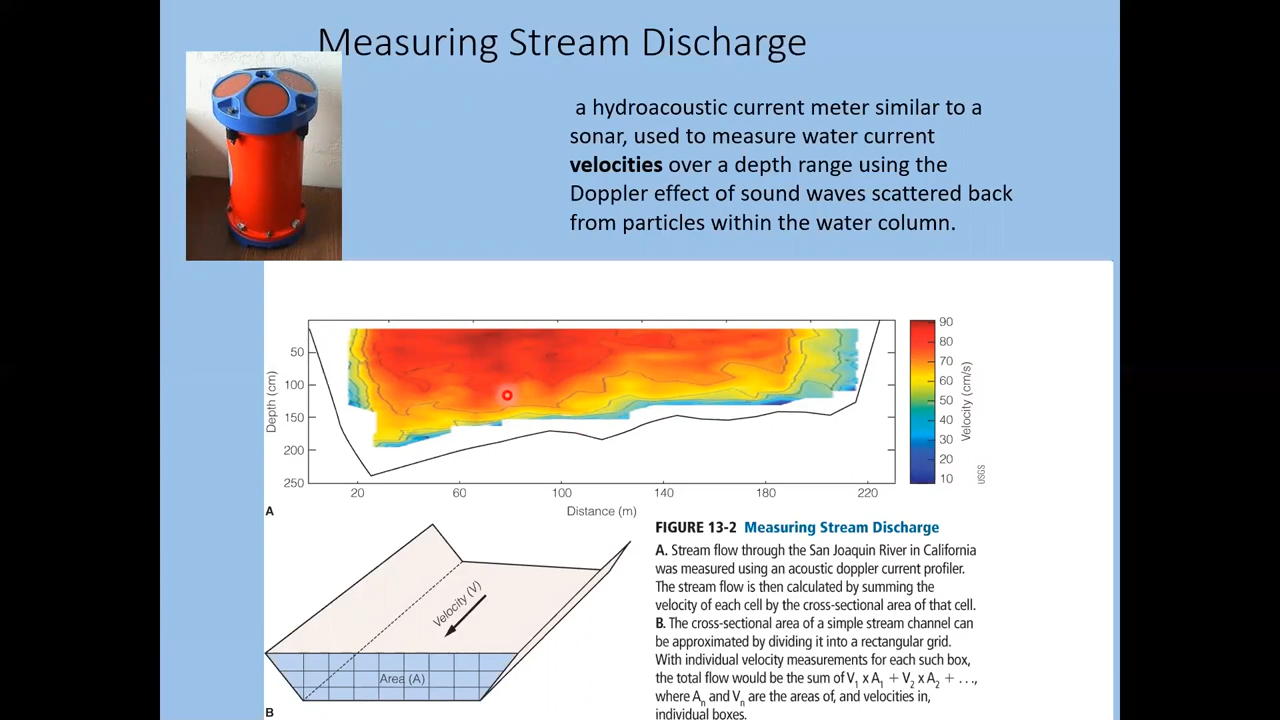 Measuring Stream Discharge
a hydroacoustic current meter similar to a
sonar, used to measure water current
velocities over a depth range using the
Doppler effect of sound waves scattered back
from particles within the water column.
50
100
150
200
250
Depth (cm)
20
60
100
140
180
220
Distance (m)
90
80
70
60
50
40
30
20
10
Velocity (cm/s)
USGS
A
Velocity (V)
Area (A)
B
FIGURE 13-2 Measuring Stream Discharge
A. Stream flow through the San Joaquin River in California
was measured using an acoustic doppler current profiler.
The stream flow is then calculated by summing the
velocity of each cell by the cross-sectional area of that cell.
B. The cross-sectional area of a simple stream channel can
be approximated by dividing it into a rectangular grid.
With individual velocity measurements for each such box,
the total flow would be the sum of V₁ x A₁ + V₂ x A₂ + . . .,
where Aₙ and Vₙ are the areas of, and velocities in,
individual boxes.